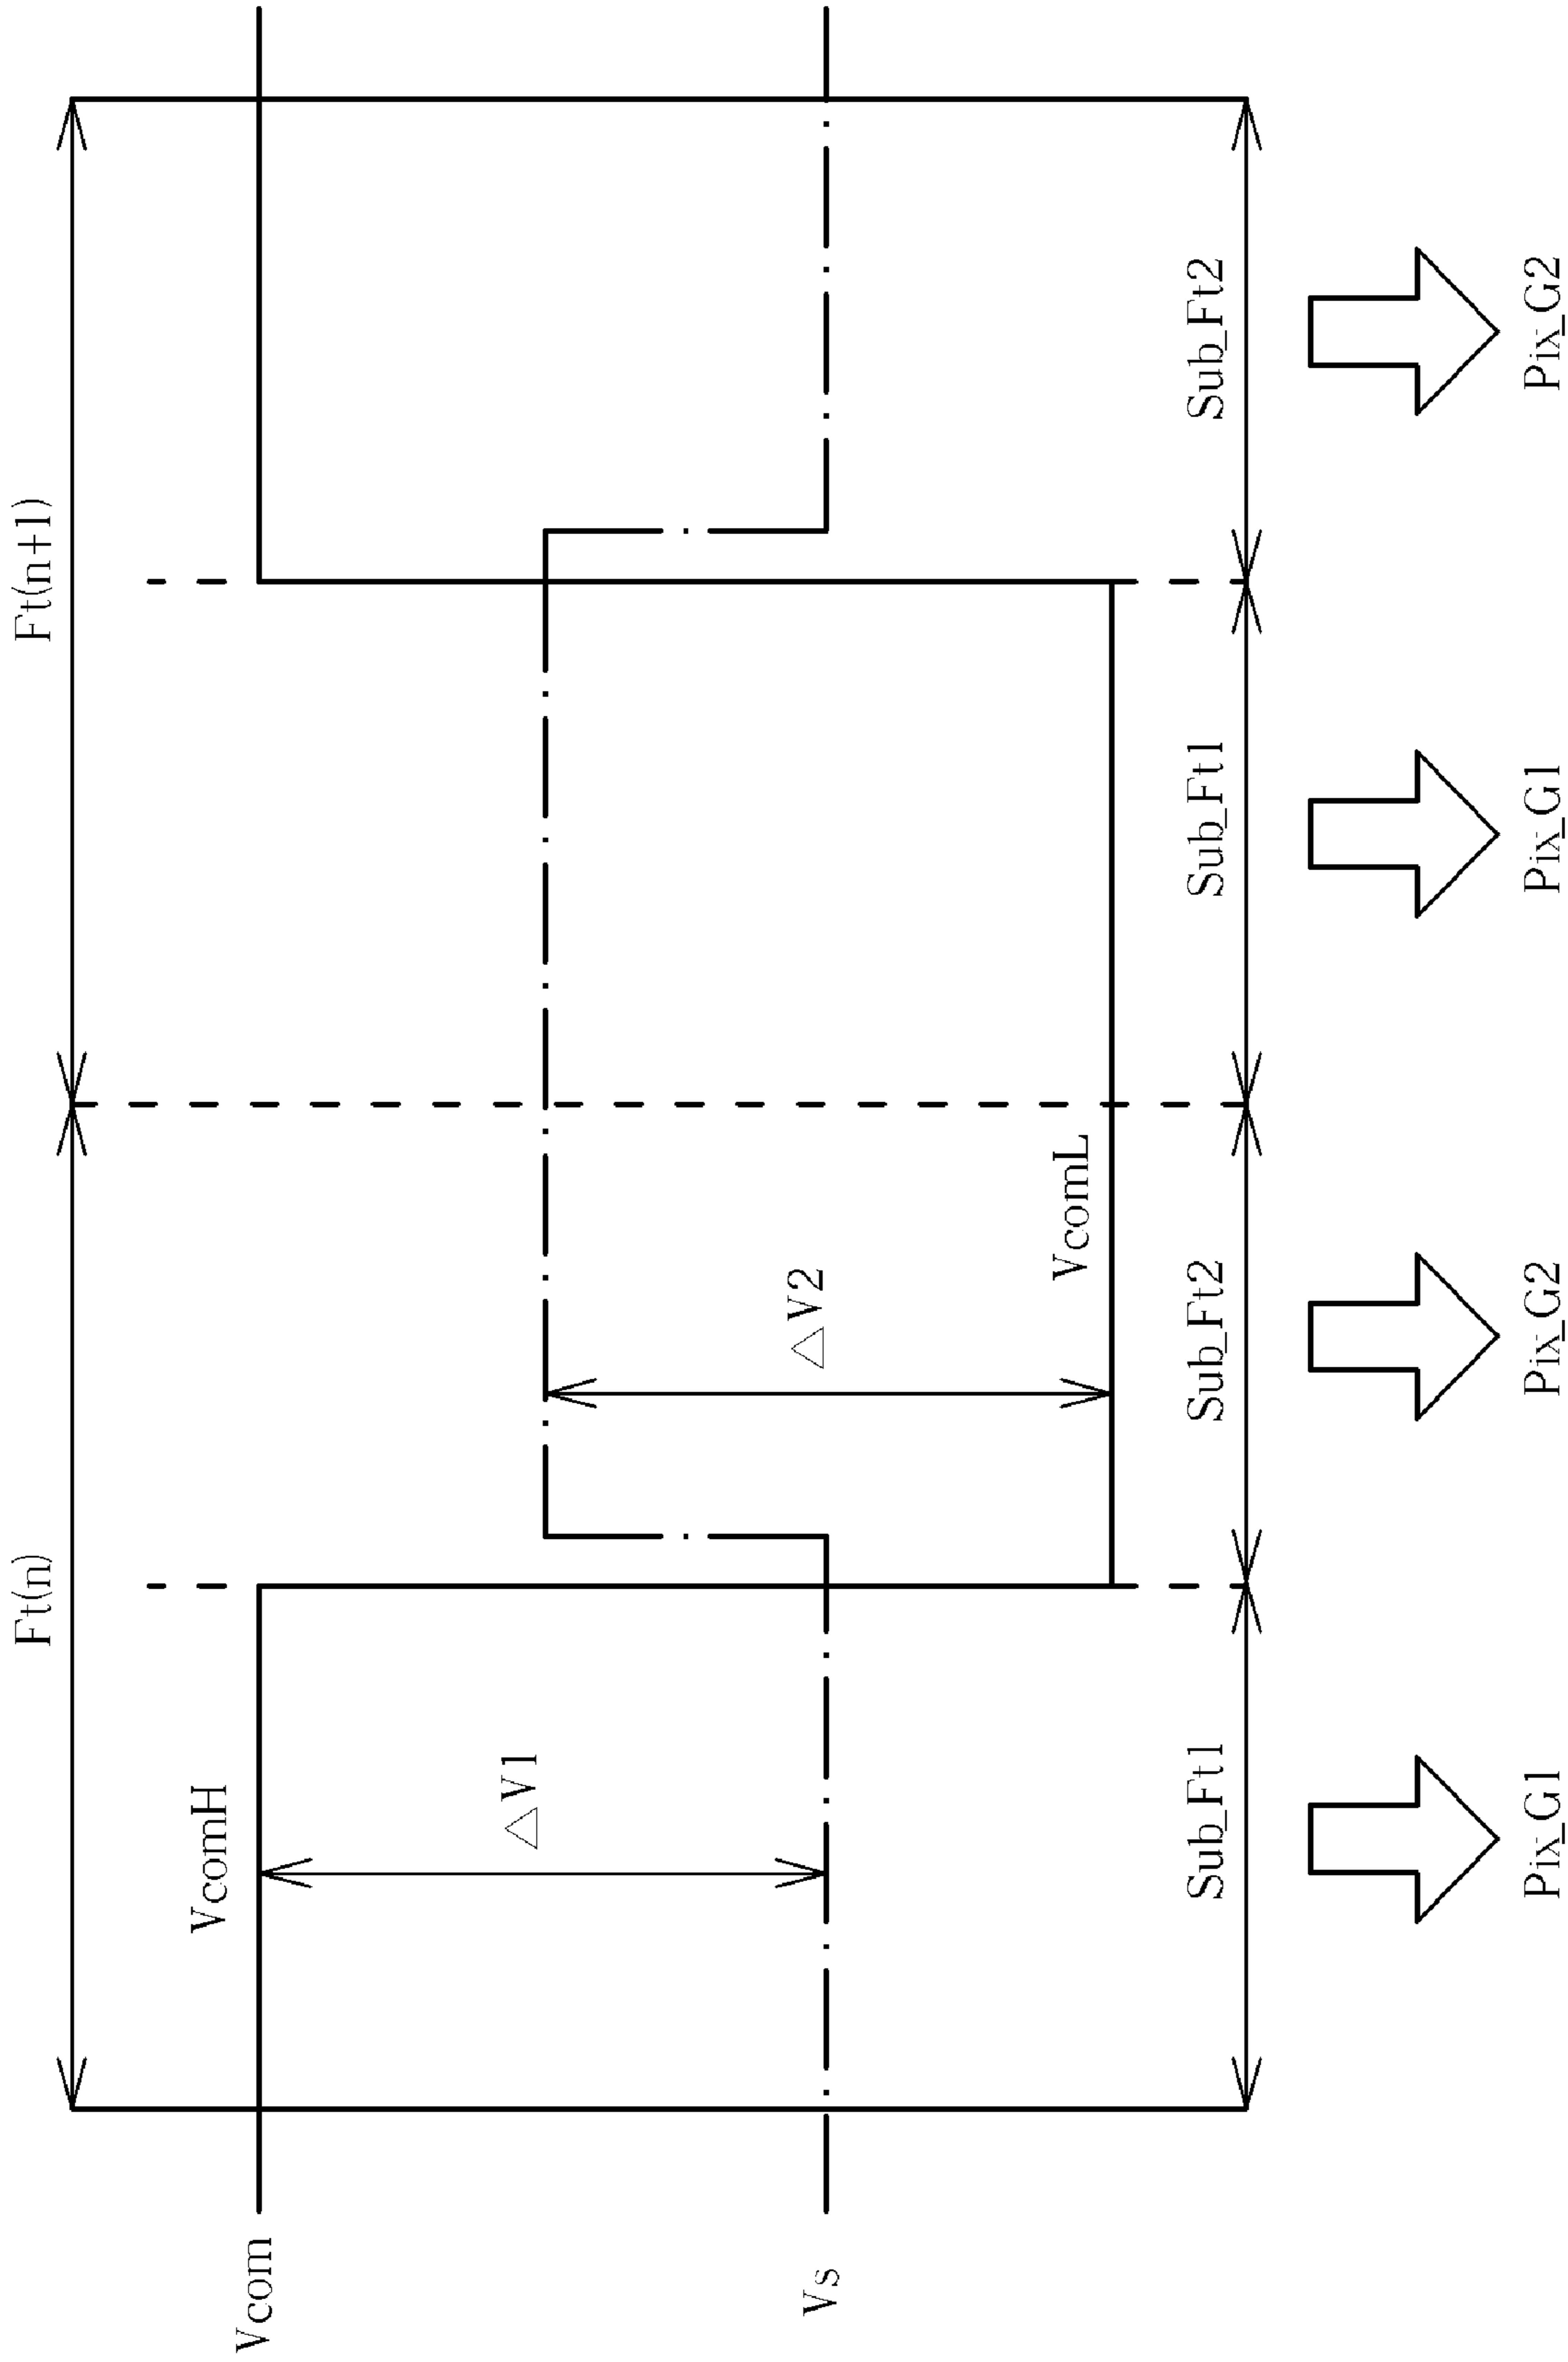 Ft(n) Ft(n+1)
Vcom VcomH
△V1
Vs △V2
VcomL
Sub_Ft1 Sub_Ft2 Sub_Ft1 Sub_Ft2
Pix_G1 Pix_G2 Pix_G1 Pix_G2